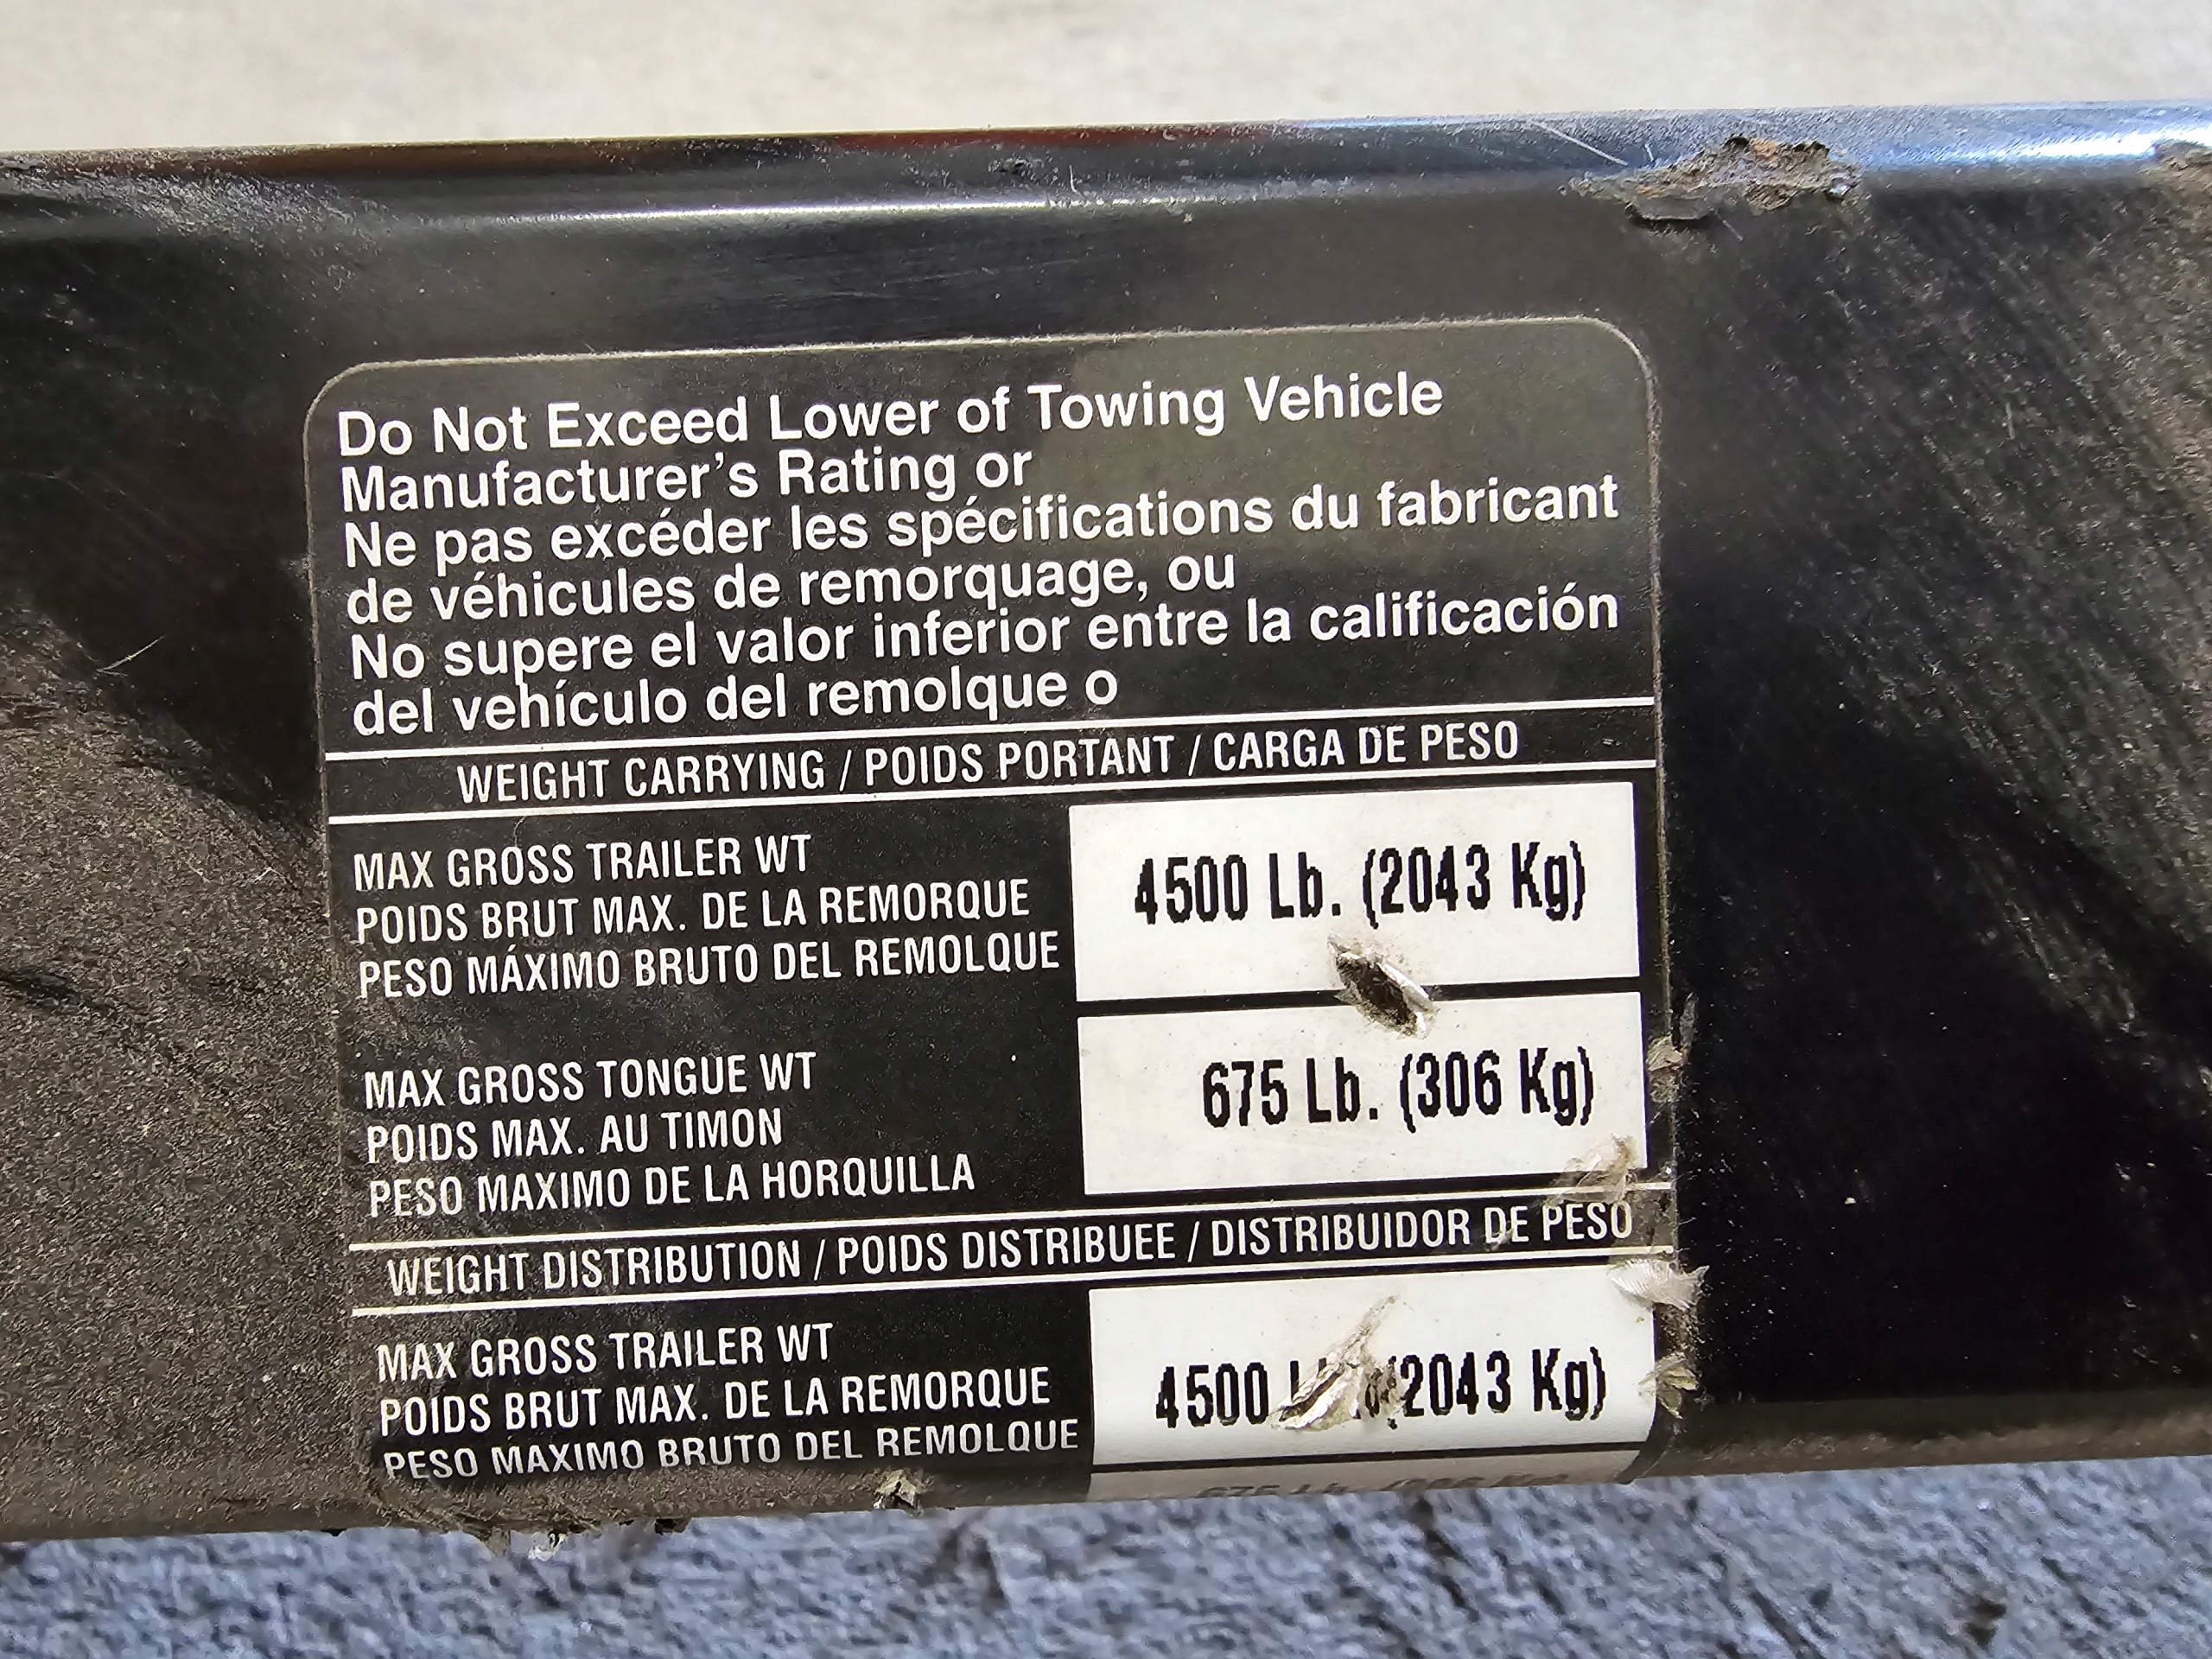 Do Not Exceed Lower of Towing Vehicle
Manufacturer's Rating or
Ne pas excéder les spécifications du fabricant
de véhicules de remorquage, ou
No supere el valor inferior entre la calificación
del vehículo del remolque o
WEIGHT CARRYING / POIDS PORTANT / CARGA DE PESO
MAX GROSS TRAILER WT
POIDS BRUT MAX. DE LA REMORQUE
PESO MÁXIMO BRUTO DEL REMOLQUE
4500 Lb. (2043 Kg)
MAX GROSS TONGUE WT
POIDS MAX. AU TIMON
PESO MAXIMO DE LA HORQUILLA
675 Lb. (306 Kg)
WEIGHT DISTRIBUTION / POIDS DISTRIBUEE / DISTRIBUIDOR DE PESO
MAX GROSS TRAILER WT
POIDS BRUT MAX. DE LA REMORQUE
PESO MAXIMO BRUTO DEL REMOLQUE
4500 (2043 Kg)